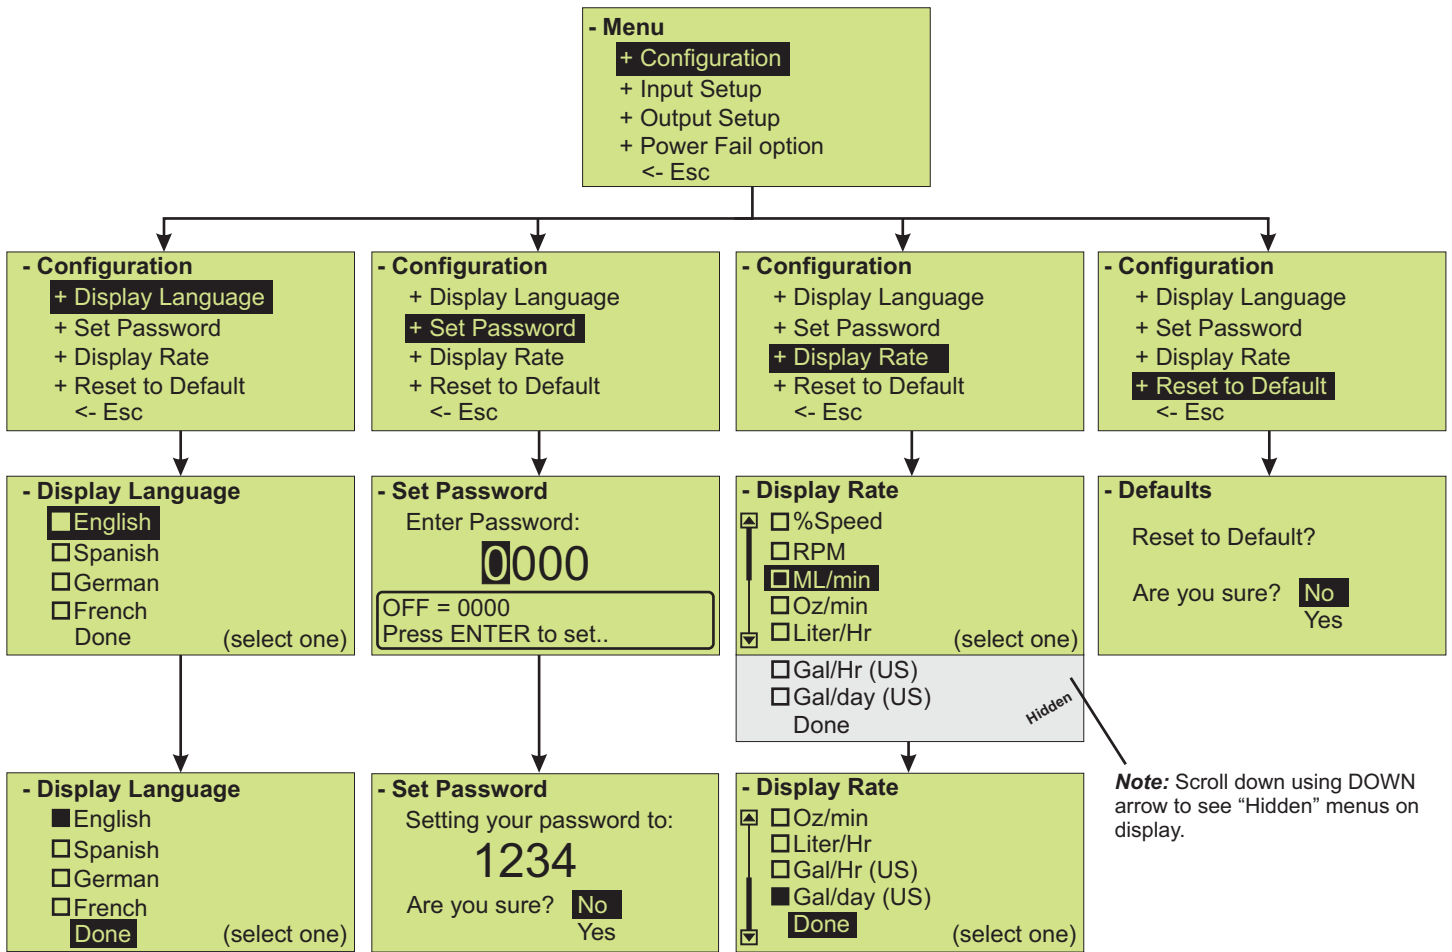 - Menu
+ Configuration
+ Input Setup
+ Output Setup
+ Power Fail option
<- Esc
- Configuration
+ Display Language
+ Set Password
+ Display Rate
+ Reset to Default
<- Esc
- Configuration
+ Display Language
+ Set Password
+ Display Rate
+ Reset to Default
<- Esc
- Configuration
+ Display Language
+ Set Password
+ Display Rate
+ Reset to Default
<- Esc
- Configuration
+ Display Language
+ Set Password
+ Display Rate
+ Reset to Default
<- Esc
- Display Language
English
Spanish
German
French
Done (select one)
- Set Password
Enter Password:
0000
OFF = 0000
Press ENTER to set..
- Display Rate
%Speed
RPM
ML/min
Oz/min
Liter/Hr (select one)
Gal/Hr (US)
Gal/day (US)
Done
Hidden
- Defaults
Reset to Default?
Are you sure? No
Yes
Note: Scroll down using DOWN
arrow to see “Hidden” menus on
display.
- Display Language
English
Spanish
German
French
Done (select one)
- Set Password
Setting your password to:
1234
Are you sure? No
Yes
- Display Rate
Oz/min
Liter/Hr
Gal/Hr (US)
Gal/day (US)
Done (select one)